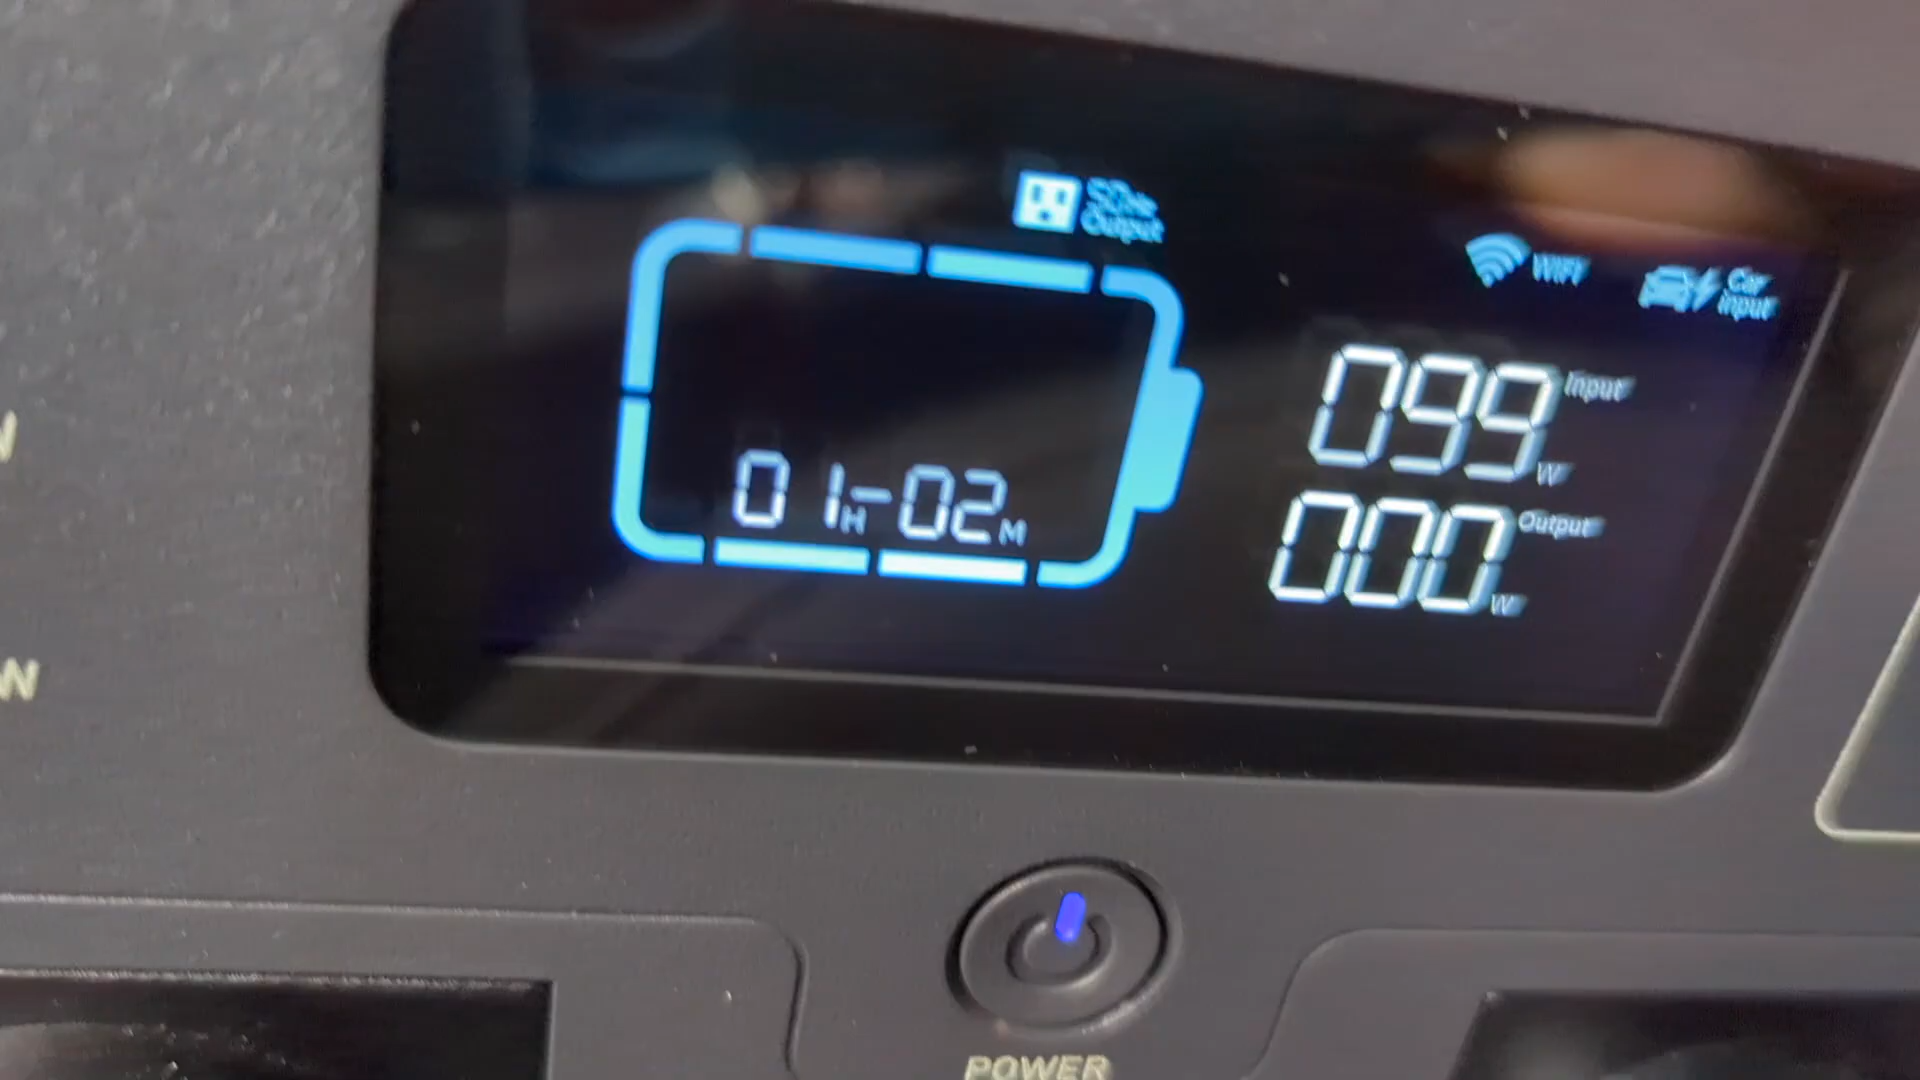 50Hz
Output
WIFI
Car
input
099 Input
W
01H-02M
000 Output
W
N
W
POWER